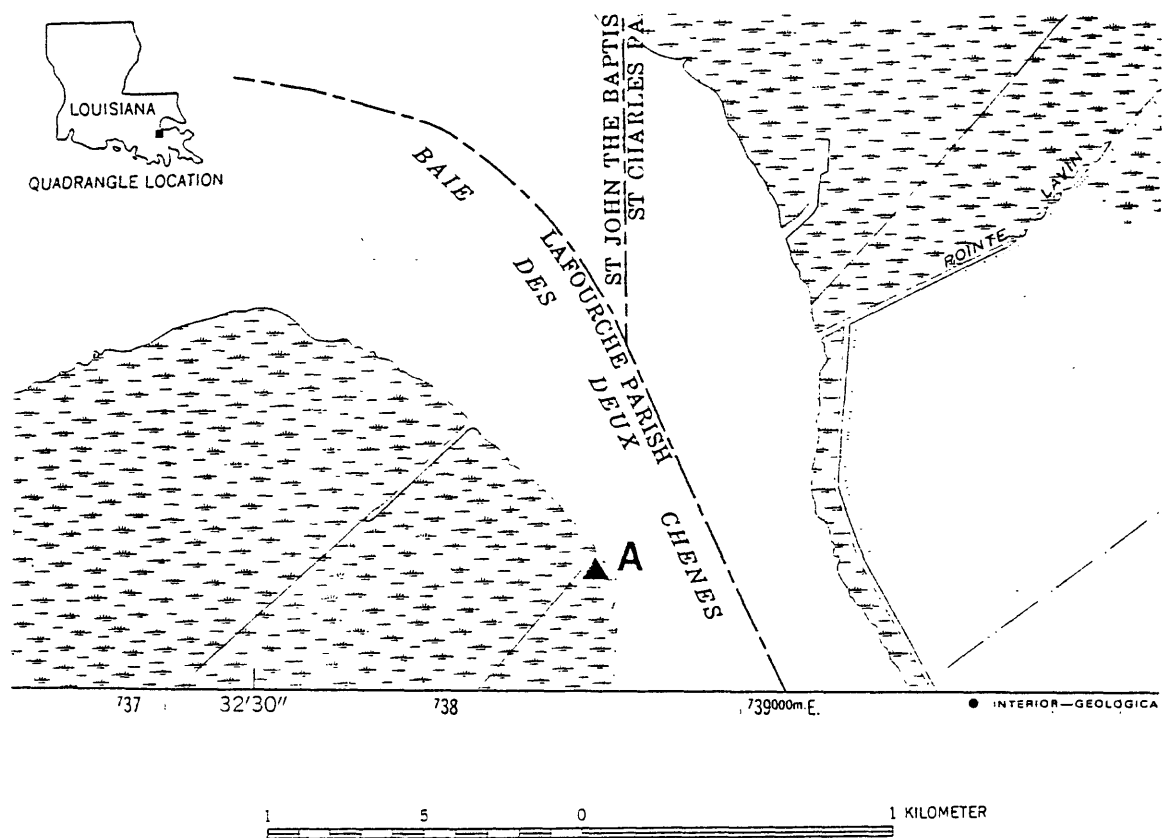 LOUISIANA
QUADRANGLE LOCATION
ST JOHN THE BAPTIS
ST CHARLES PA
BAIE
DES
DEUX
CHENES
LAFOURCHE PARISH
POINTE
LAVIN
A
737
32'30"
738
739000m.E.
INTERIOR—GEOLOGICA
1 5 0 1 KILOMETER